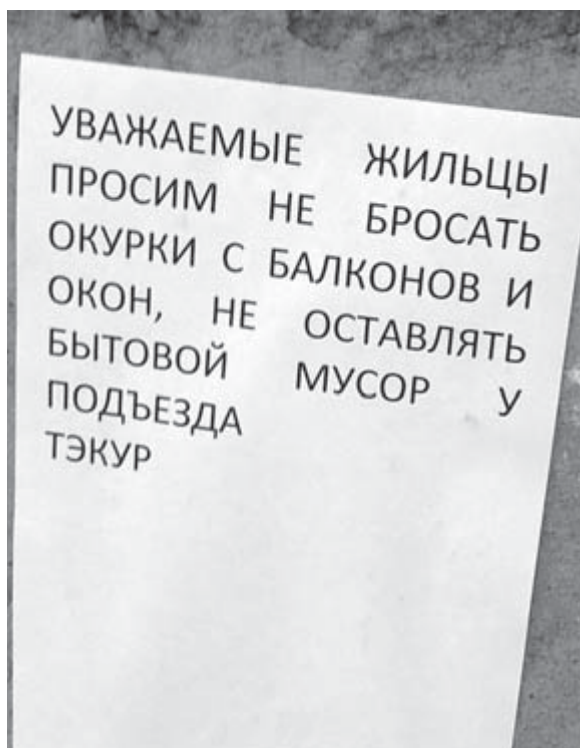 УВАЖАЕМЫЕ ЖИЛЬЦЫ
ПРОСИМ НЕ БРОСАТЬ
ОКУРКИ С БАЛКОНОВ И
ОКОН, НЕ ОСТАВЛЯТЬ
БЫТОВОЙ МУСОР У
ПОДЪЕЗДА
ТЭКУР